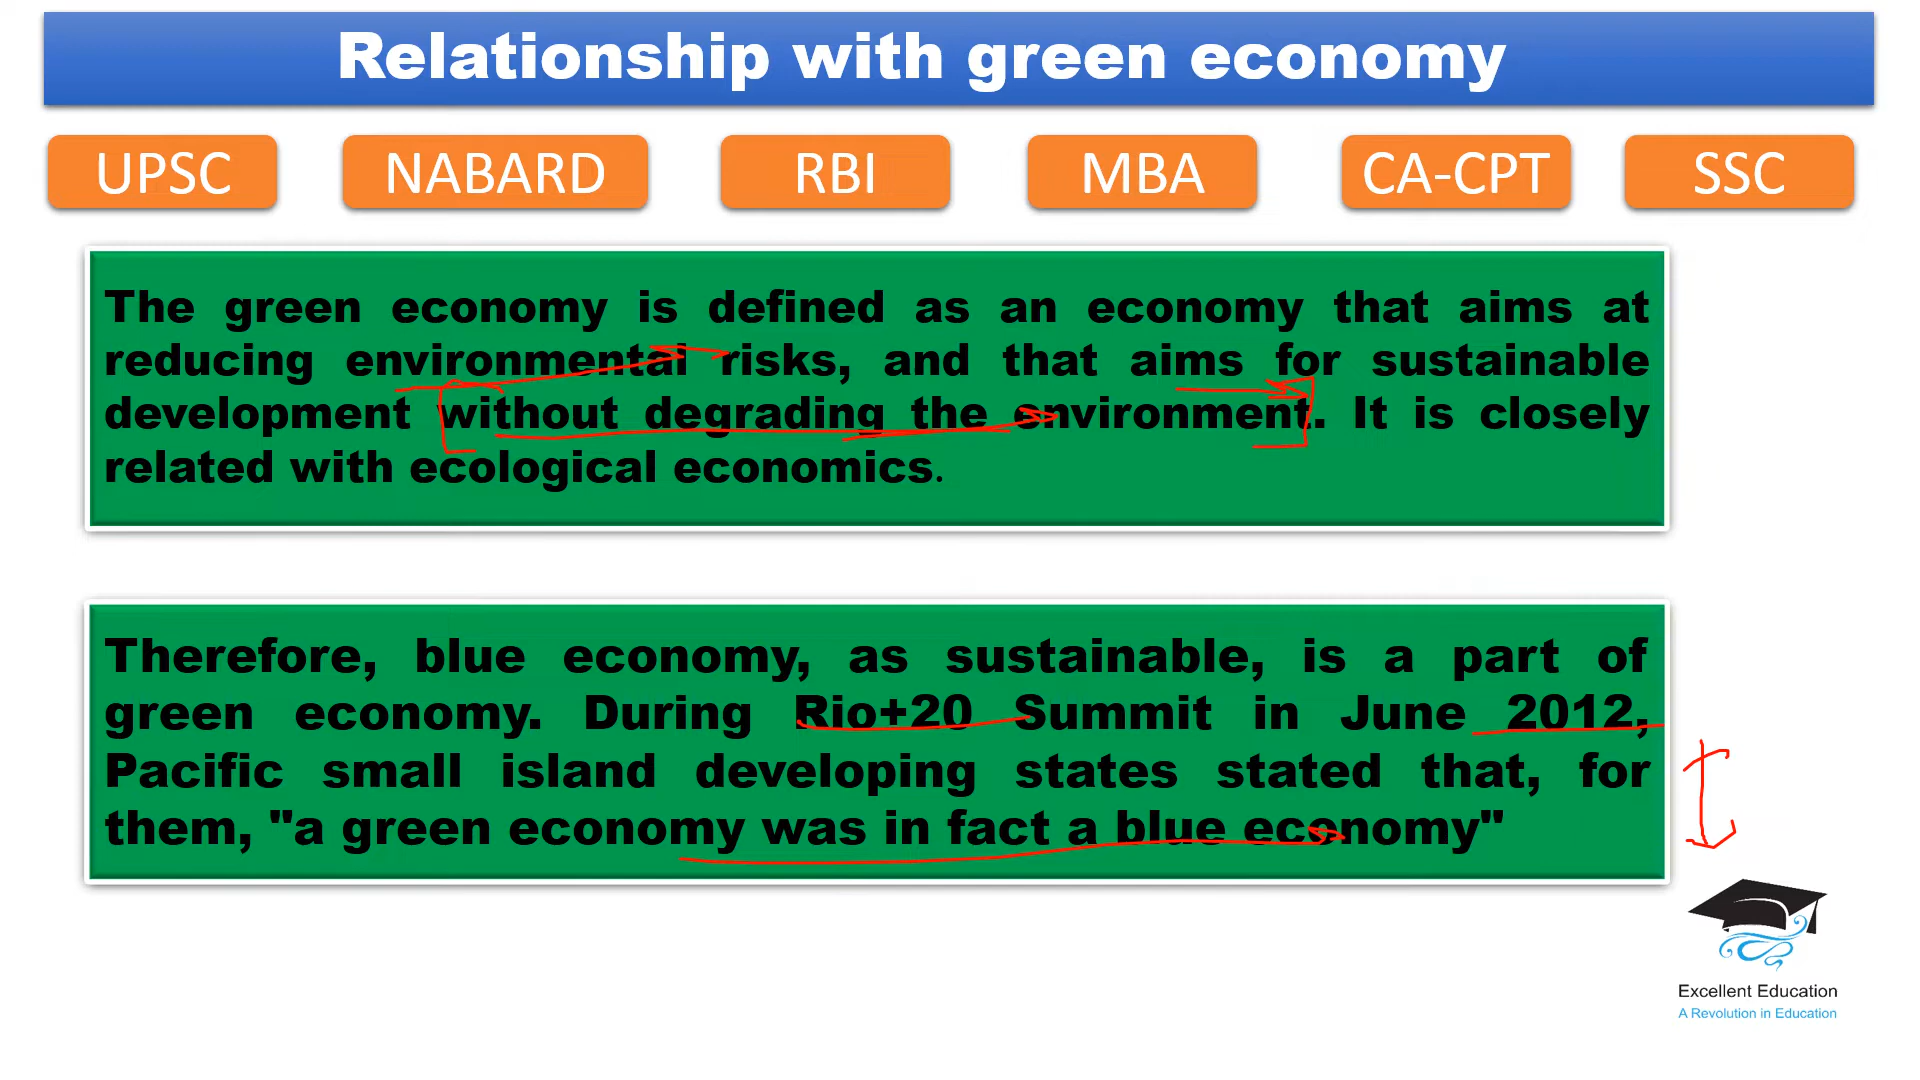 Relationship with green economy
UPSC NABARD RBI MBA CA-CPT SSC
The green economy is defined as an economy that aims at
reducing environmental risks, and that aims for sustainable
development without degrading the environment. It is closely
related with ecological economics.
Therefore, blue economy, as sustainable, is a part of
green economy. During Rio+20 Summit in June 2012,
Pacific small island developing states stated that, for
them, "a green economy was in fact a blue economy"
Excellent Education
A Revolution in Education